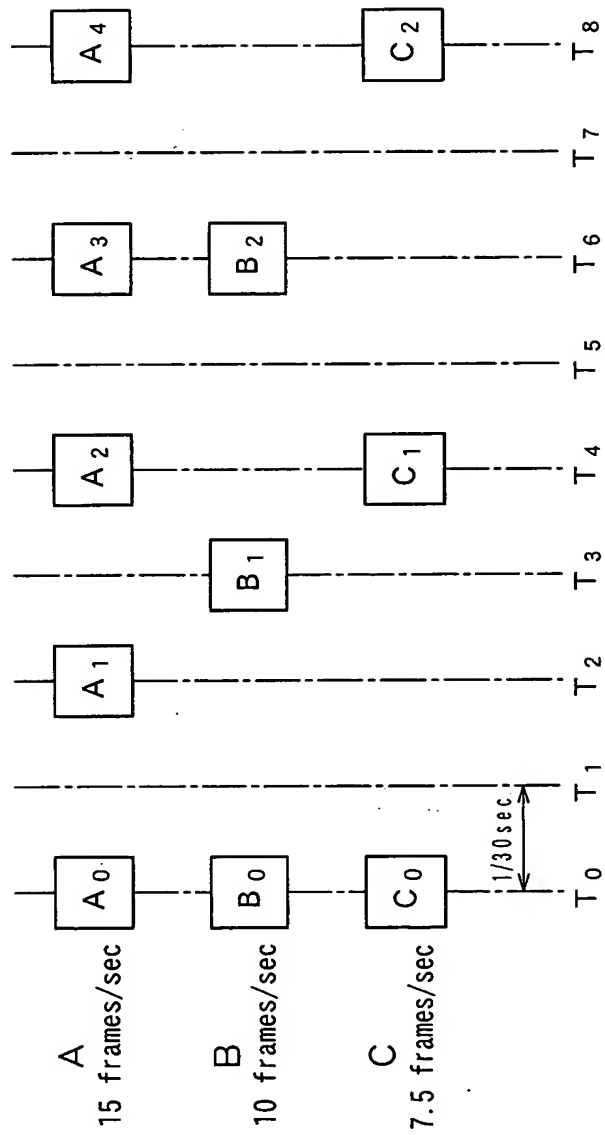 A
15 frames/sec
A0 A1 A2 A3 A4
B
10 frames/sec
B0 B1 B2
C
7.5 frames/sec
C0 C1 C2
1/30sec
T0 T1 T2 T3 T4 T5 T6 T7 T8